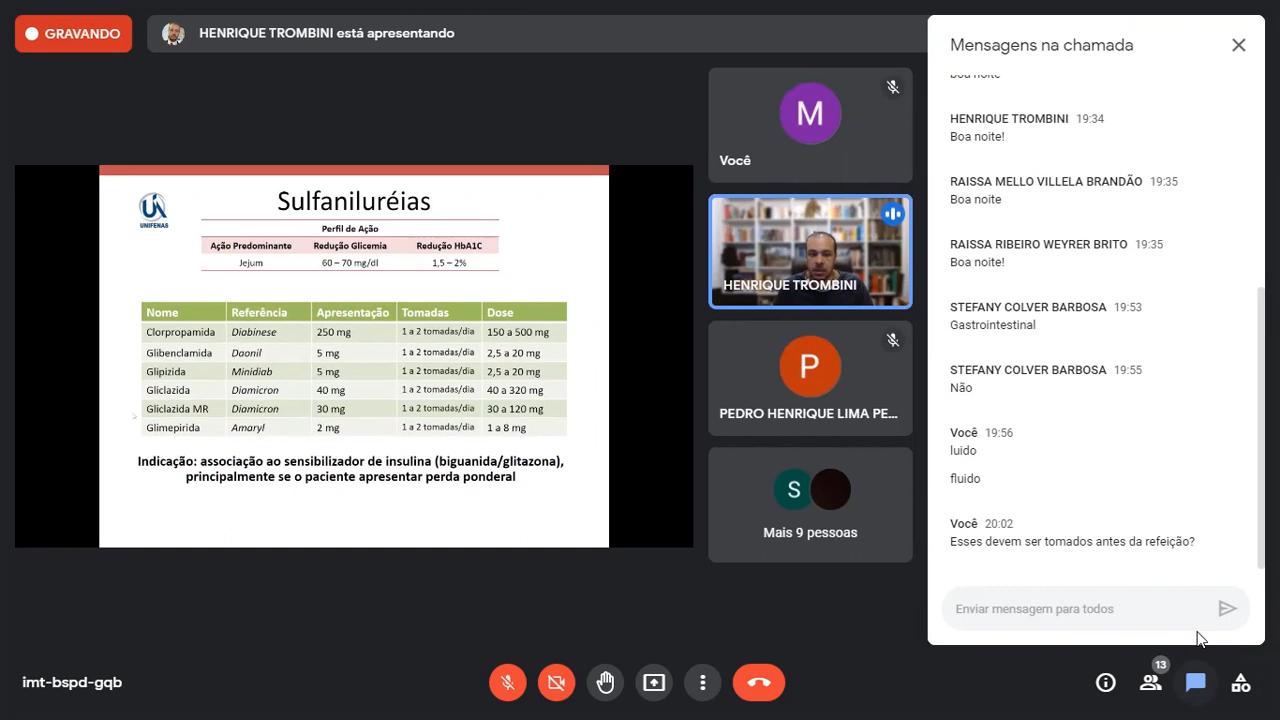 GRAVANDO
HENRIQUE TROMBINI está apresentando
UNIFENAS
Sulfaniluréias
Perfil de Ação
Ação Predominante Redução Glicemia Redução HbA1C
Jejum 60 – 70 mg/dl 1,5 – 2%
Nome Referência Apresentação Tomadas Dose
Clorpropamida Diabinese 250 mg 1 a 2 tomadas/dia 150 a 500 mg
Glibenclamida Daonil 5 mg 1 a 2 tomadas/dia 2,5 a 20 mg
Glipizida Minidiab 5 mg 1 a 2 tomadas/dia 2,5 a 20 mg
Gliclazida Diamicron 40 mg 1 a 2 tomadas/dia 40 a 320 mg
Gliclazida MR Diamicron 30 mg 1 a 2 tomadas/dia 30 a 120 mg
Glimepirida Amaryl 2 mg 1 a 2 tomadas/dia 1 a 8 mg
Indicação: associação ao sensibilizador de insulina (biguanida/glitazona),
principalmente se o paciente apresentar perda ponderal
M
Você
HENRIQUE TROMBINI
P
PEDRO HENRIQUE LIMA PE...
S
Mais 9 pessoas
Mensagens na chamada
Boa noite
HENRIQUE TROMBINI 19:34
Boa noite!
RAISSA MELLO VILLELA BRANDÃO 19:35
Boa noite
RAISSA RIBEIRO WEYRER BRITO 19:35
Boa noite!
STEFANY COLVER BARBOSA 19:53
Gastrointestinal
STEFANY COLVER BARBOSA 19:55
Não
Você 19:56
luido
fluido
Você 20:02
Esses devem ser tomados antes da refeição?
Enviar mensagem para todos
imt-bspd-gqb
13